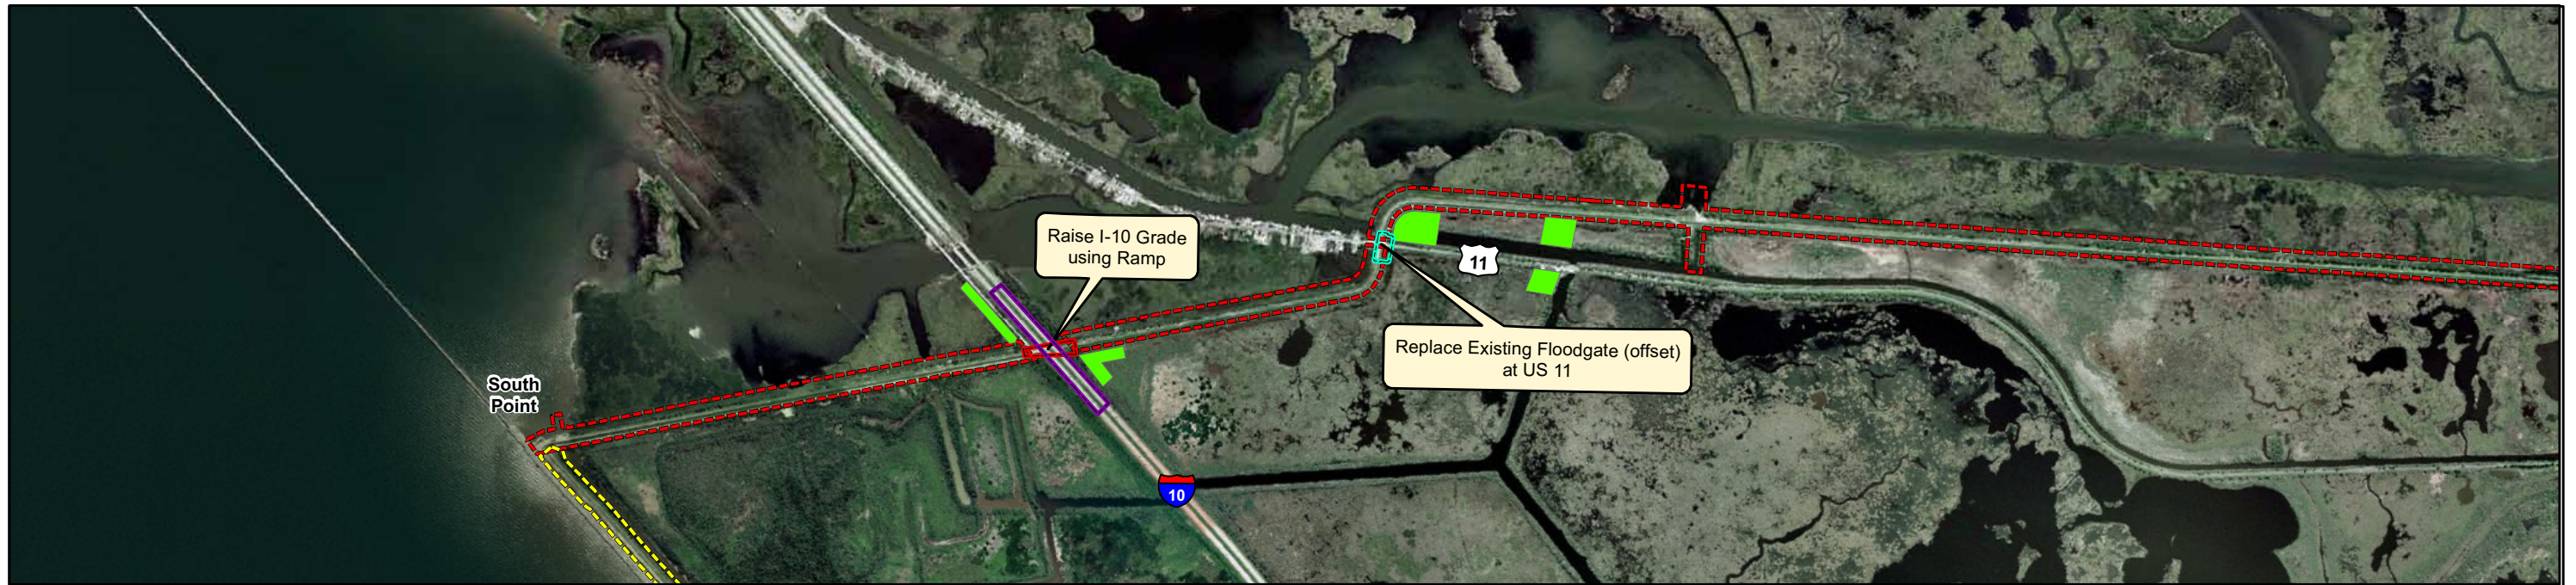 Raise I-10 Grade
using Ramp
11
Replace Existing Floodgate (offset)
at US 11
South
Point
10